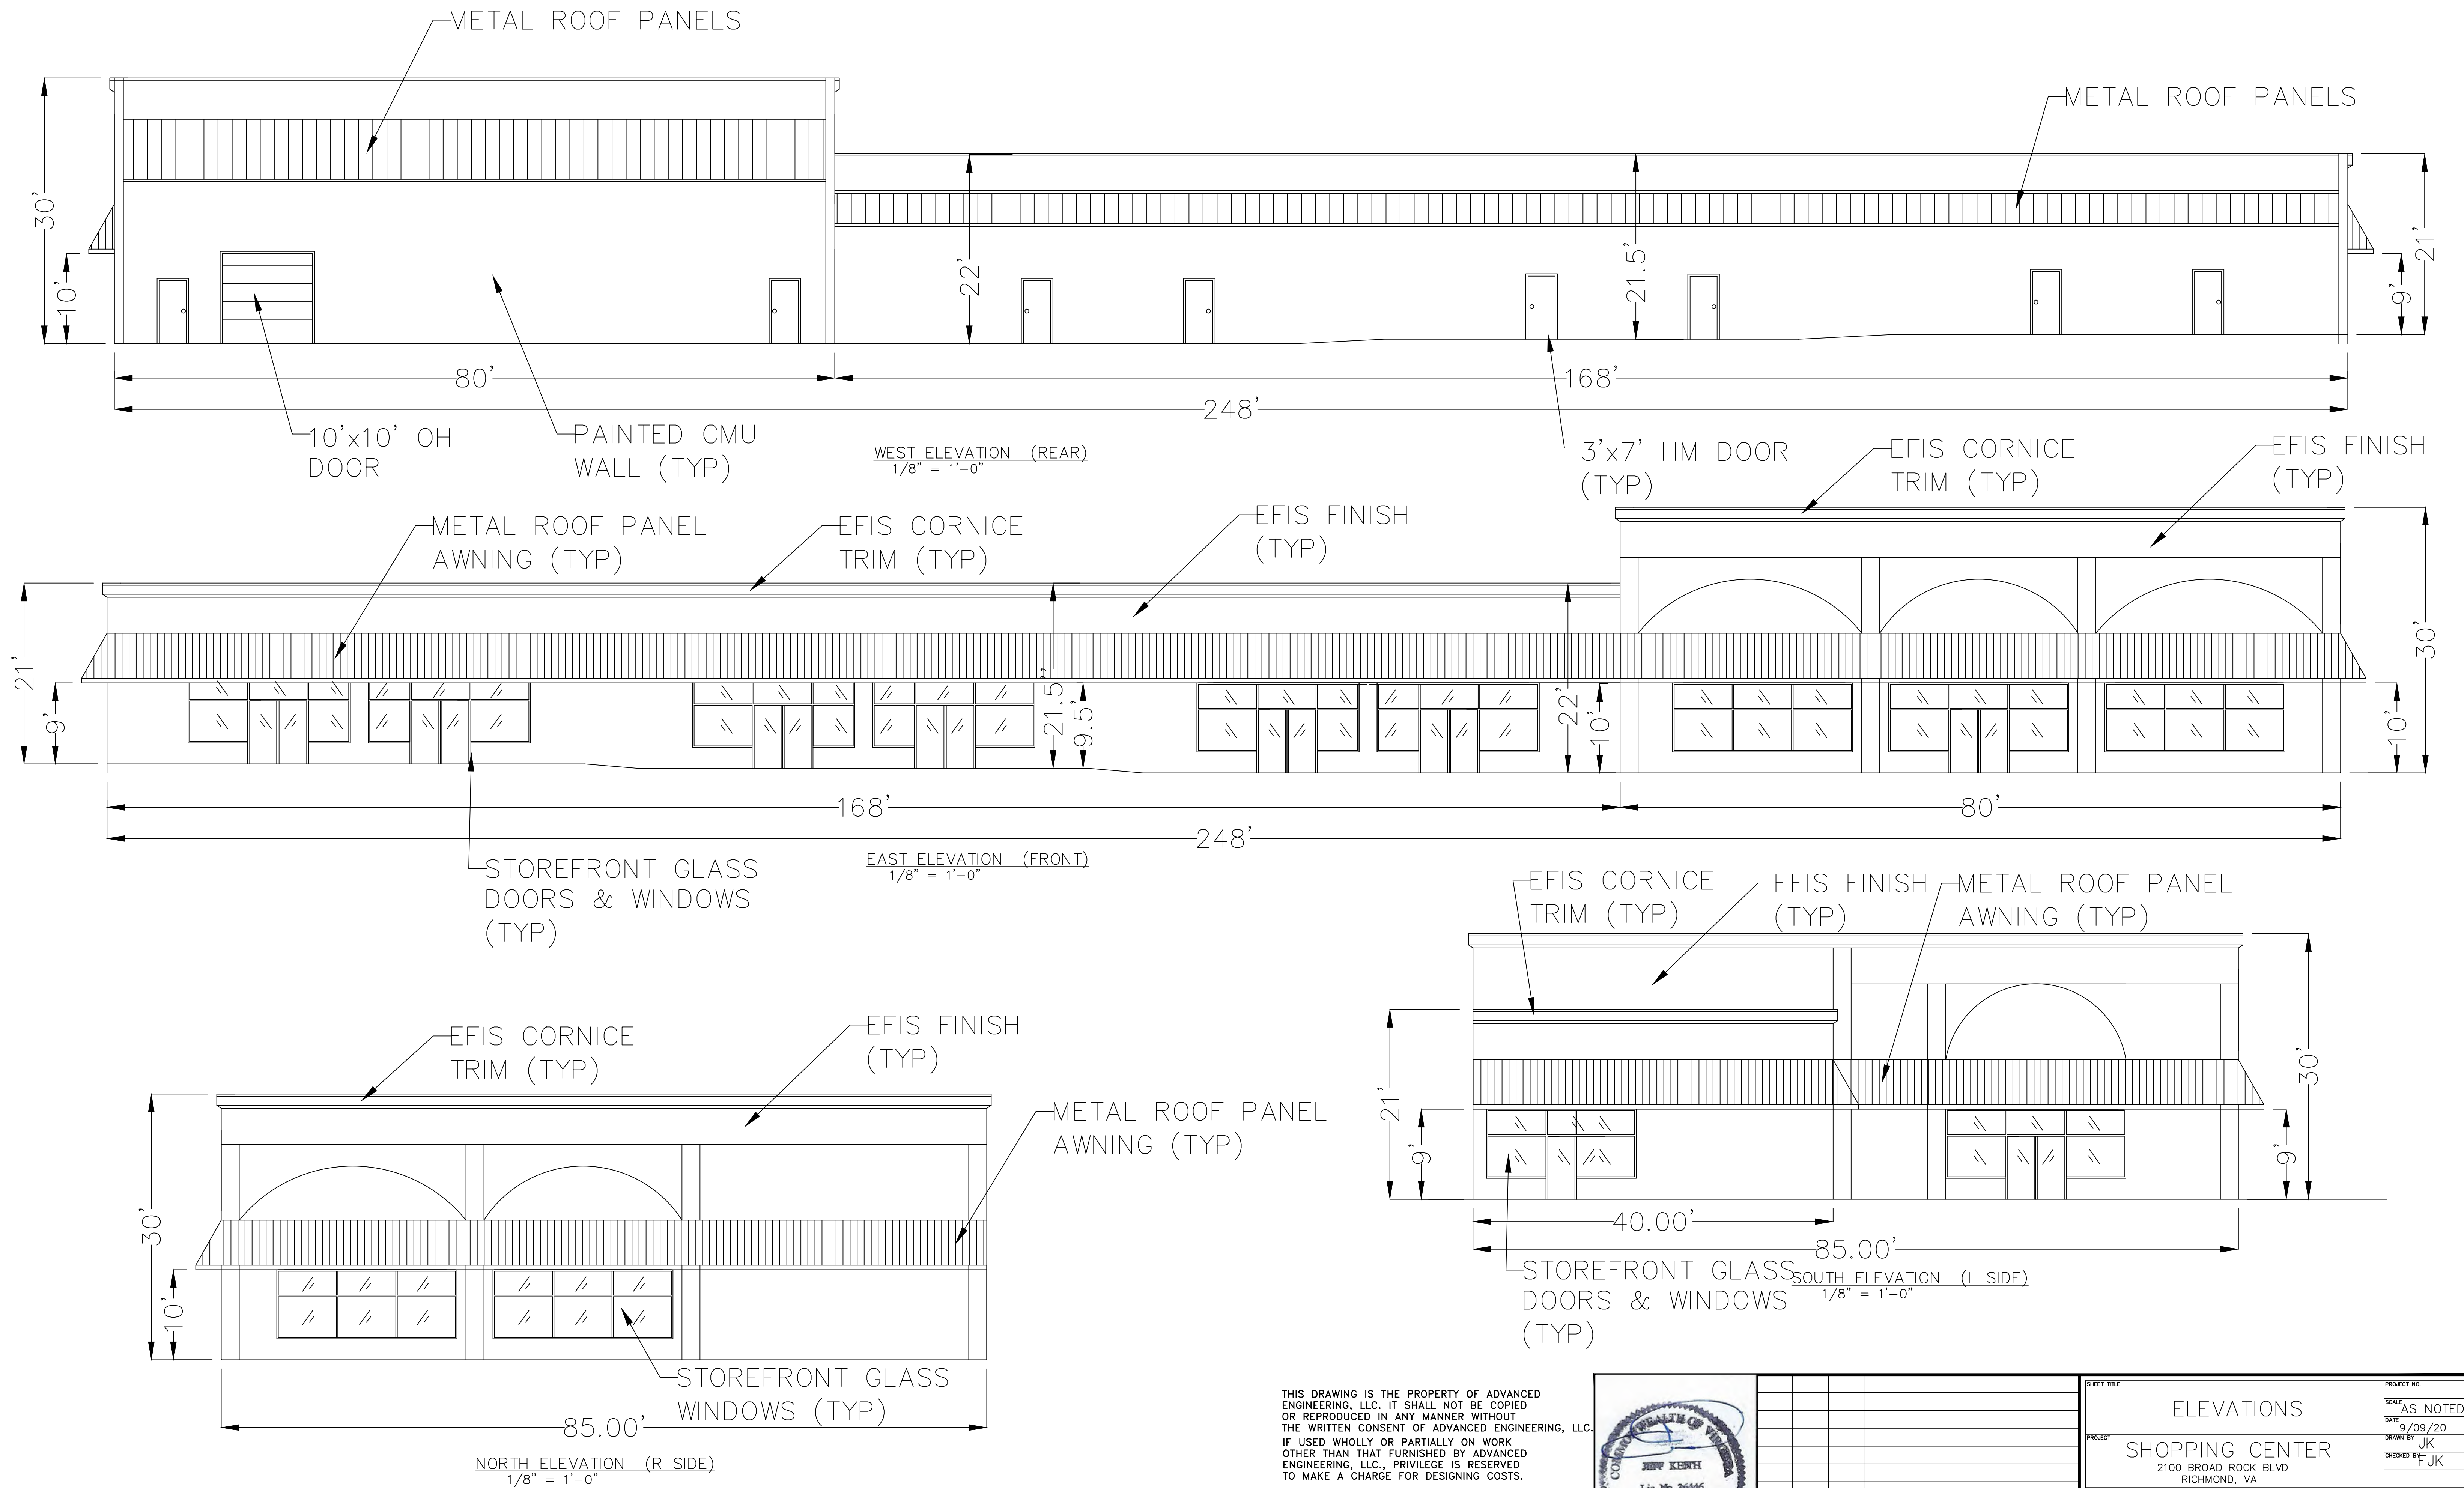 METAL ROOF PANELS
METAL ROOF PANELS
30'
10'
22'
21.5'
21'
9'
80'
168'
248'
10'x10' OH
DOOR
PAINTED CMU
WALL (TYP)
WEST ELEVATION (REAR)
1/8" = 1'-0"
3'x7' HM DOOR
(TYP)
EFIS CORNICE
TRIM (TYP)
EFIS FINISH
(TYP)
METAL ROOF PANEL
AWNING (TYP)
EFIS CORNICE
TRIM (TYP)
EFIS FINISH
(TYP)
21'
9'
21.5'
9.5'
22'
10'
30'
10'
168'
80'
248'
STOREFRONT GLASS
DOORS & WINDOWS
(TYP)
EAST ELEVATION (FRONT)
1/8" = 1'-0"
EFIS CORNICE
TRIM (TYP)
EFIS FINISH
(TYP)
METAL ROOF PANEL
AWNING (TYP)
21'
9'
30'
9'
40.00'
85.00'
STOREFRONT GLASS
DOORS & WINDOWS
(TYP)
SOUTH ELEVATION (L SIDE)
1/8" = 1'-0"
EFIS CORNICE
TRIM (TYP)
EFIS FINISH
(TYP)
METAL ROOF PANEL
AWNING (TYP)
30'
10'
STOREFRONT GLASS
WINDOWS (TYP)
85.00'
NORTH ELEVATION (R SIDE)
1/8" = 1'-0"
THIS DRAWING IS THE PROPERTY OF ADVANCED
ENGINEERING, LLC. IT SHALL NOT BE COPIED
OR REPRODUCED IN ANY MANNER WITHOUT
THE WRITTEN CONSENT OF ADVANCED ENGINEERING, LLC.
IF USED WHOLLY OR PARTIALLY ON WORK
OTHER THAN THAT FURNISHED BY ADVANCED
ENGINEERING, LLC., PRIVILEGE IS RESERVED
TO MAKE A CHARGE FOR DESIGNING COSTS.
COMMONWEALTH OF VIRGINIA
JEFF KEITH
Lic. No.
SHEET TITLE
ELEVATIONS
PROJECT
SHOPPING CENTER
2100 BROAD ROCK BLVD
RICHMOND, VA
PROJECT NO.
SCALE
AS NOTED
DATE
9/09/20
DRAWN BY
JK
CHECKED BY
FJK